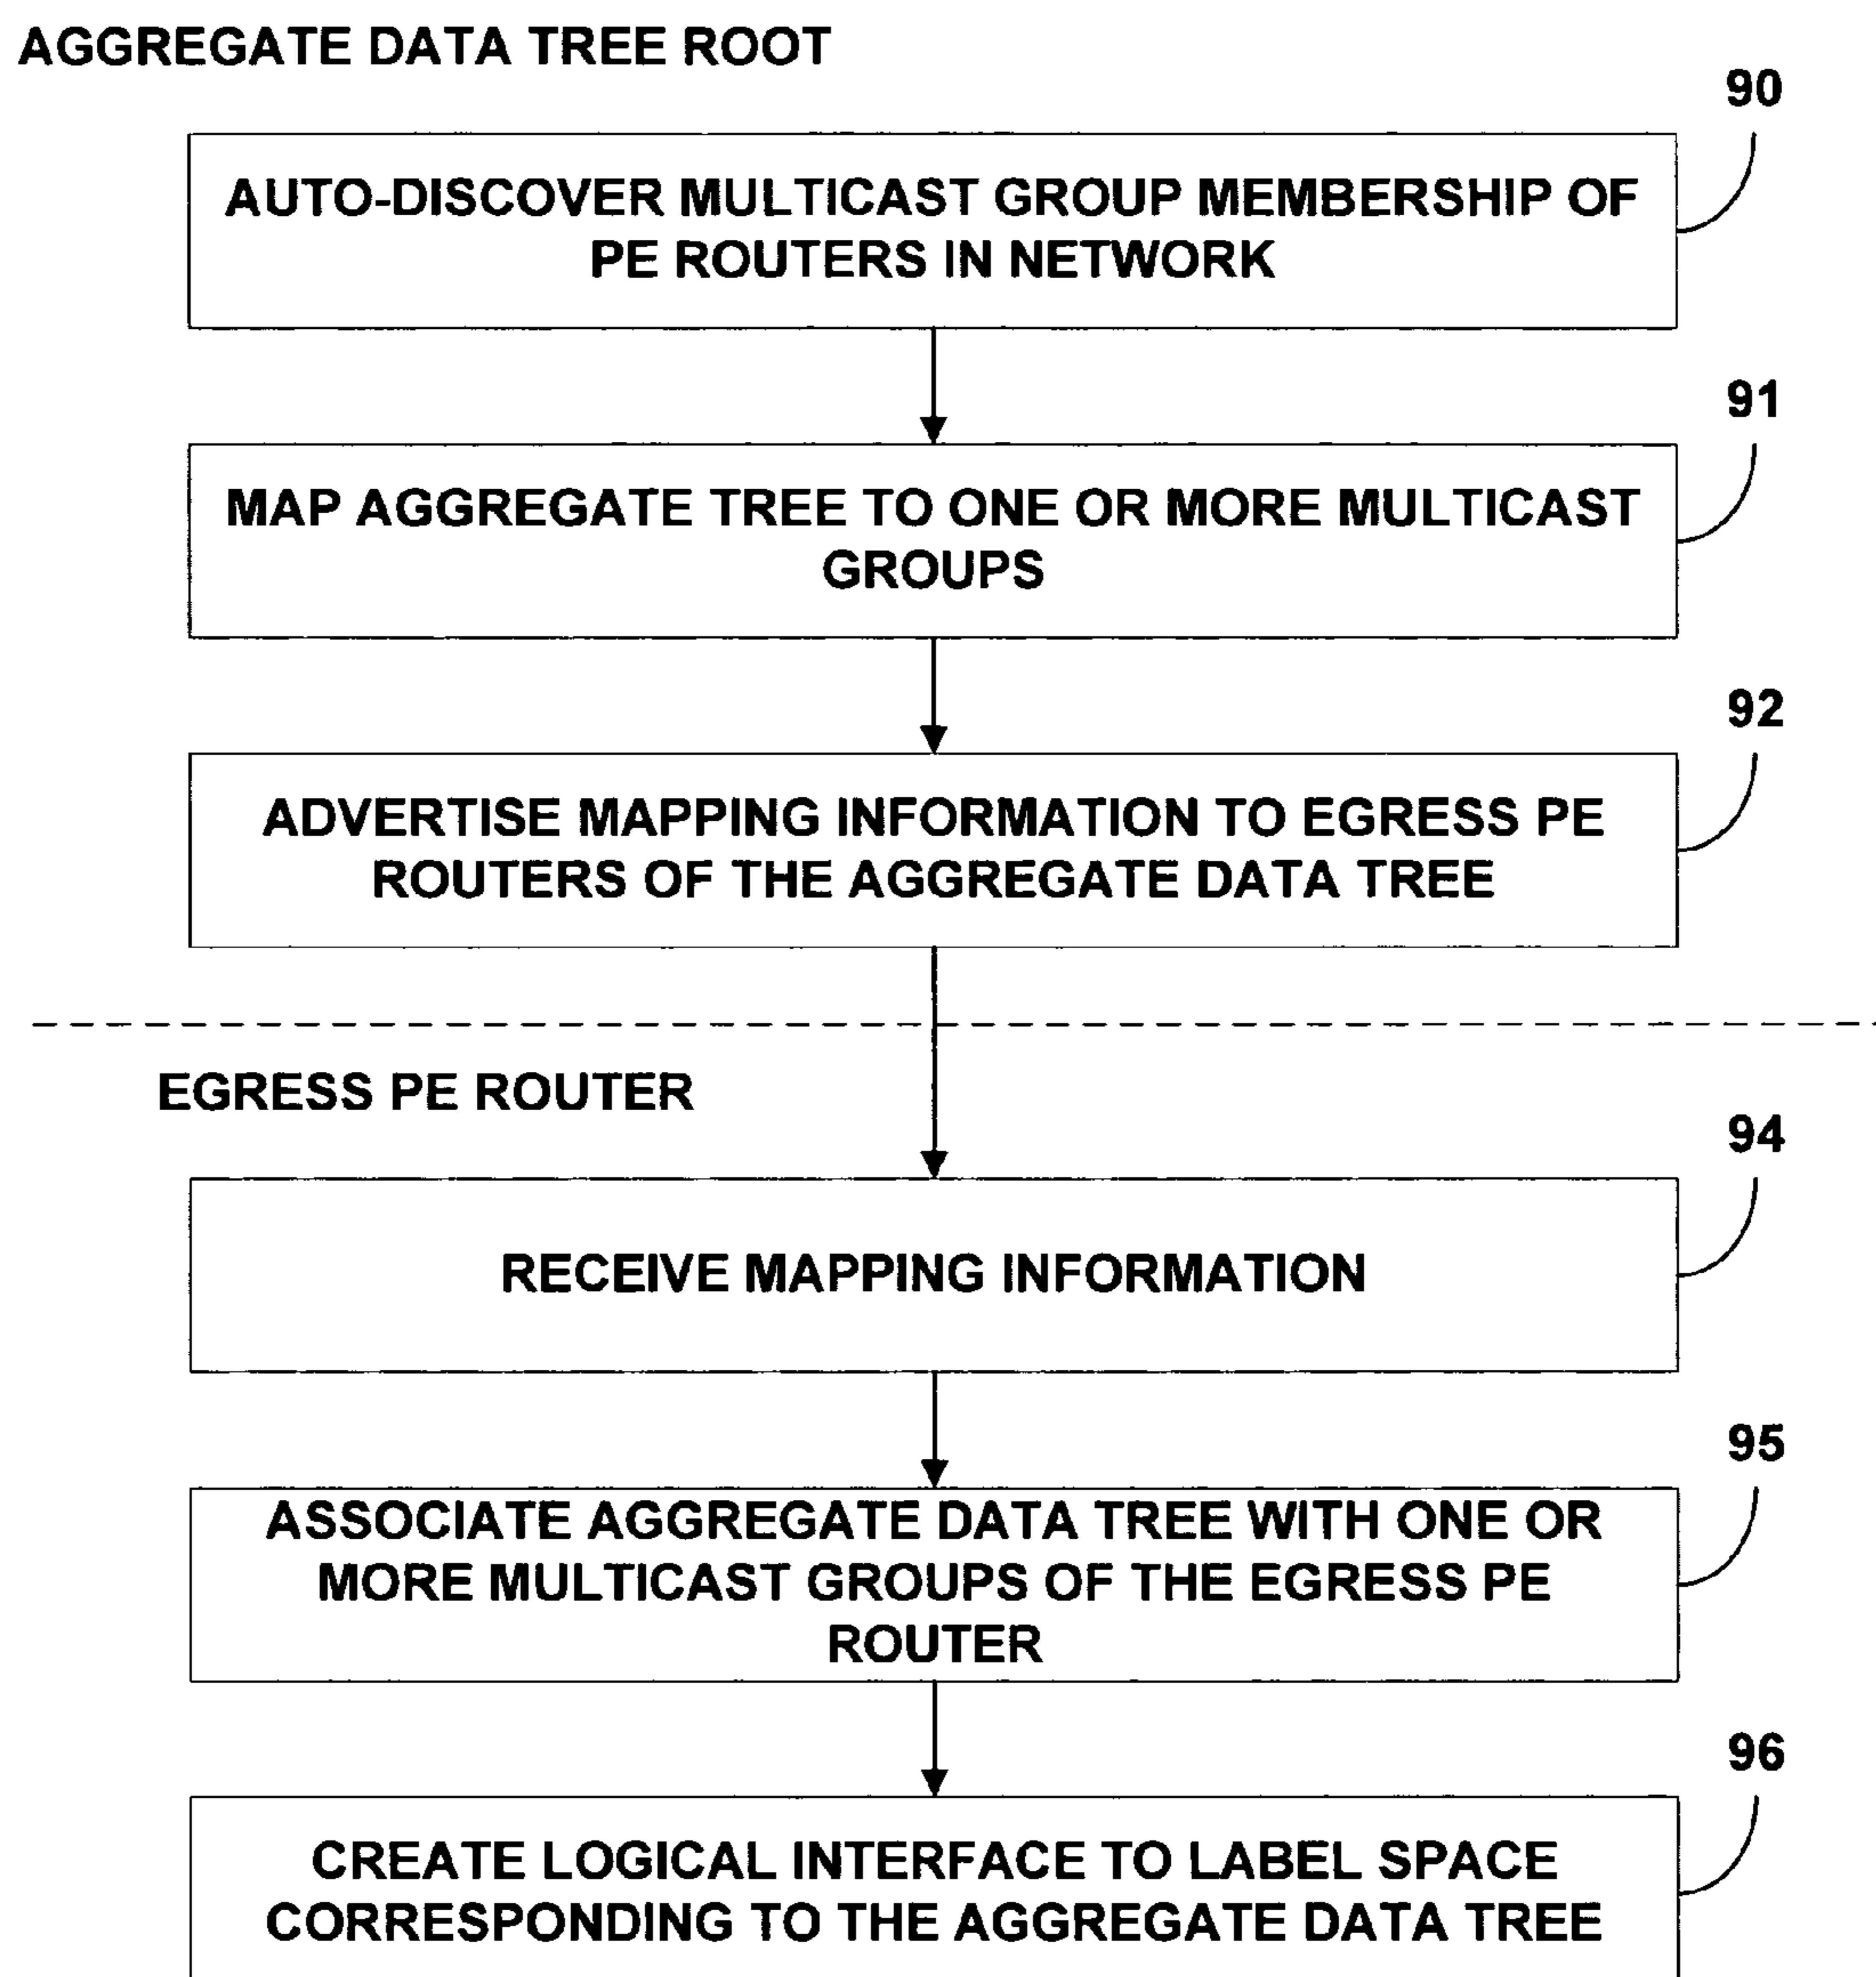 AGGREGATE DATA TREE ROOT
90
AUTO-DISCOVER MULTICAST GROUP MEMBERSHIP OF
PE ROUTERS IN NETWORK
91
MAP AGGREGATE TREE TO ONE OR MORE MULTICAST
GROUPS
92
ADVERTISE MAPPING INFORMATION TO EGRESS PE
ROUTERS OF THE AGGREGATE DATA TREE
EGRESS PE ROUTER
94
RECEIVE MAPPING INFORMATION
95
ASSOCIATE AGGREGATE DATA TREE WITH ONE OR
MORE MULTICAST GROUPS OF THE EGRESS PE
ROUTER
96
CREATE LOGICAL INTERFACE TO LABEL SPACE
CORRESPONDING TO THE AGGREGATE DATA TREE